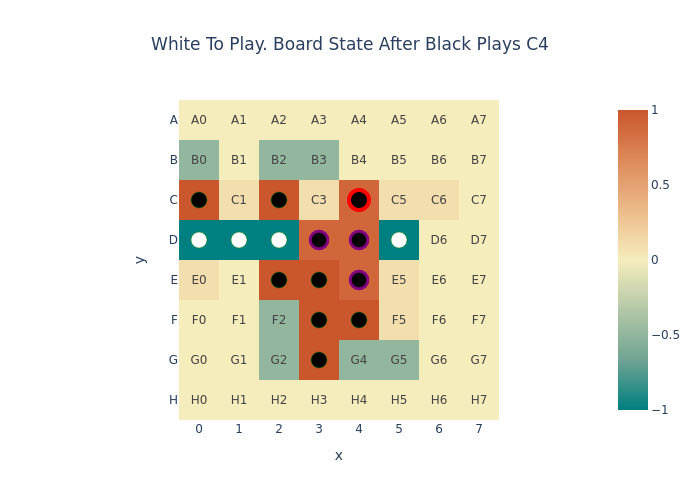 White To Play. Board State After Black Plays C4
A A0 A1 A2 A3 A4 A5 A6 A7
B B0 B1 B2 B3 B4 B5 B6 B7
C C1 C3 C5 C6 C7
D D6 D7
E E0 E1 E5 E6 E7
F F0 F1 F2 F5 F6 F7
G G0 G1 G2 G4 G5 G6 G7
H H0 H1 H2 H3 H4 H5 H6 H7
0 1 2 3 4 5 6 7
x
y
1
0.5
0
−0.5
−1